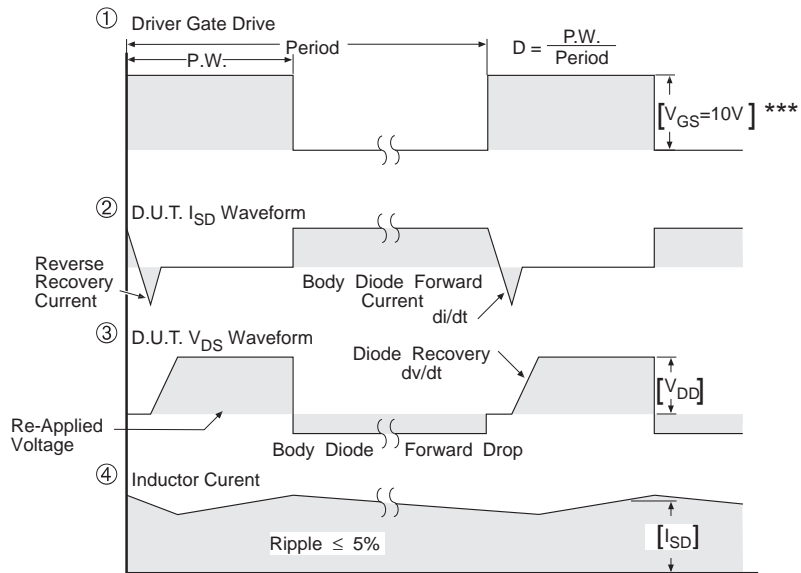 ① Driver Gate Drive
P.W.
Period
D = P.W.
Period
[VGS=10V] ***
② D.U.T. ISD Waveform
Reverse
Recovery
Current
Body Diode Forward
Current
di/dt
③ D.U.T. VDS Waveform
Diode Recovery
dv/dt
[VDD]
Re-Applied
Voltage
Body Diode Forward Drop
④ Inductor Curent
Ripple ≤ 5%
[ISD]